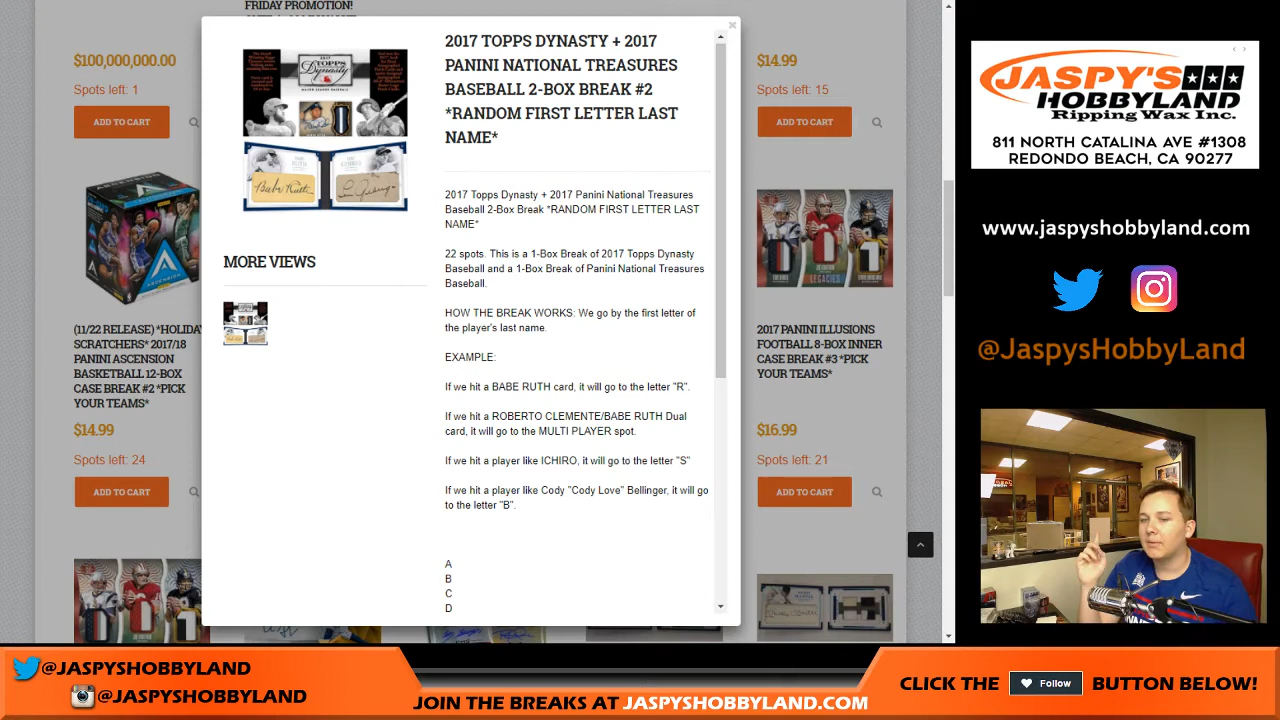 FRIDAY PROMOTION!
$100,000,000.00
Spots left: 1
ADD TO CART
(11/22 RELEASE) *HOLIDAY
SCRATCHERS* 2017/18
PANINI ASCENSION
BASKETBALL 12-BOX
CASE BREAK #2 *PICK
YOUR TEAMS*
$14.99
Spots left: 24
ADD TO CART
2017
Topps
Dynasty
MAJOR LEAGUE BASEBALL
MORE VIEWS
2017 TOPPS DYNASTY + 2017
PANINI NATIONAL TREASURES
BASEBALL 2-BOX BREAK #2
*RANDOM FIRST LETTER LAST
NAME*
2017 Topps Dynasty + 2017 Panini National Treasures
Baseball 2-Box Break *RANDOM FIRST LETTER LAST
NAME*
22 spots. This is a 1-Box Break of 2017 Topps Dynasty
Baseball and a 1-Box Break of Panini National Treasures
Baseball.
HOW THE BREAK WORKS: We go by the first letter of
the player's last name.
EXAMPLE:
If we hit a BABE RUTH card, it will go to the letter "R".
If we hit a ROBERTO CLEMENTE/BABE RUTH Dual
card, it will go to the MULTI PLAYER spot.
If we hit a player like ICHIRO, it will go to the letter "S"
If we hit a player like Cody "Cody Love" Bellinger, it will go
to the letter "B".
A
B
C
D
$14.99
Spots left: 15
ADD TO CART
2017 PANINI ILLUSIONS
FOOTBALL 8-BOX INNER
CASE BREAK #3 *PICK
YOUR TEAMS*
$16.99
Spots left: 21
ADD TO CART
JASPY'S
HOBBYLAND
Ripping Wax Inc.
811 NORTH CATALINA AVE #1308
REDONDO BEACH, CA 90277
www.jaspyshobbyland.com
@JaspysHobbyLand
@JASPYSHOBBYLAND
@JASPYSHOBBYLAND
JOIN THE BREAKS AT JASPYSHOBBYLAND.COM
CLICK THE Follow BUTTON BELOW!